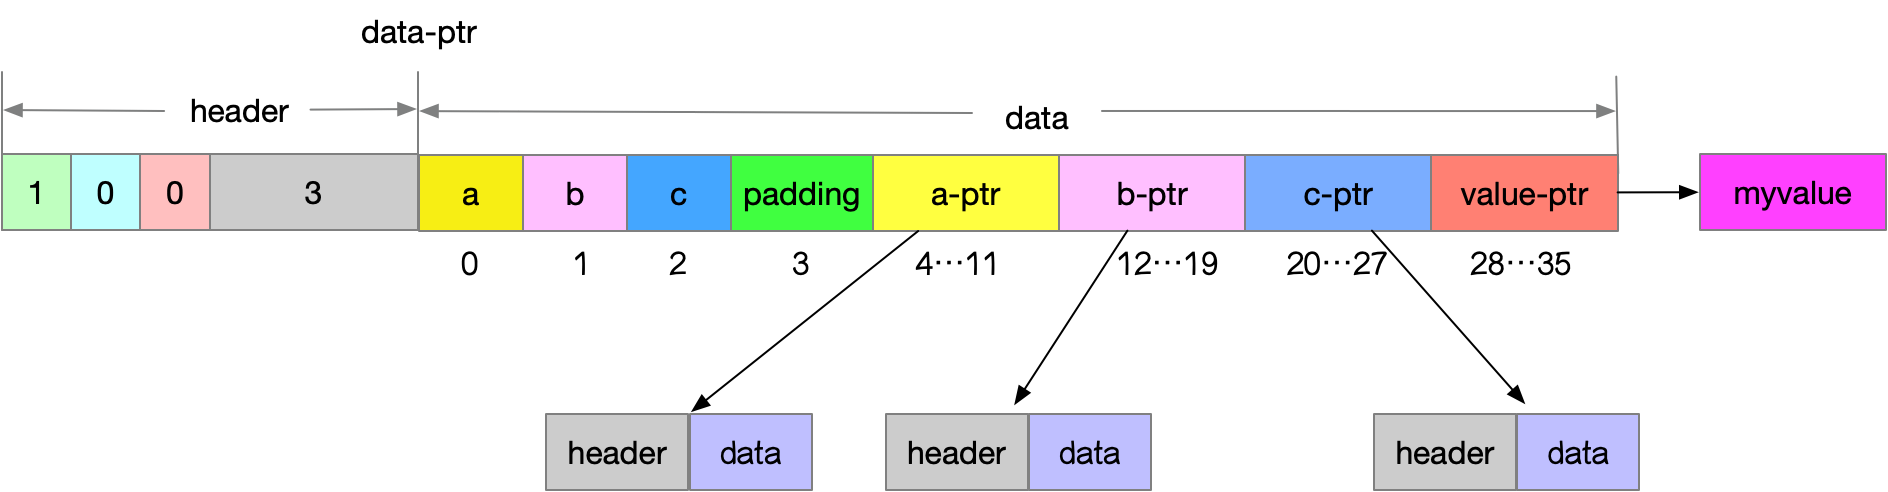 data-ptr
header
data
1 0 0 3 a b c padding a-ptr b-ptr c-ptr value-ptr myvalue
0 1 2 3 4···11 12···19 20···27 28···35
header data header data header data